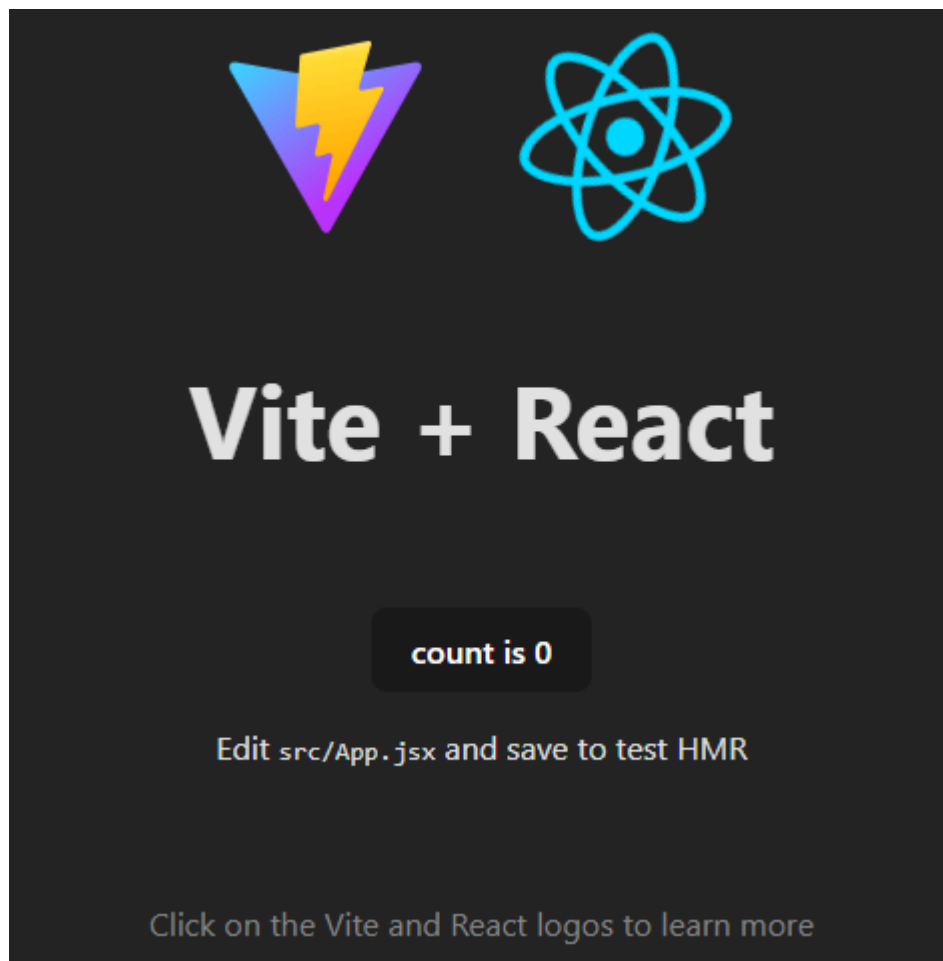 Vite + React
count is 0
Edit src/App.jsx and save to test HMR
Click on the Vite and React logos to learn more